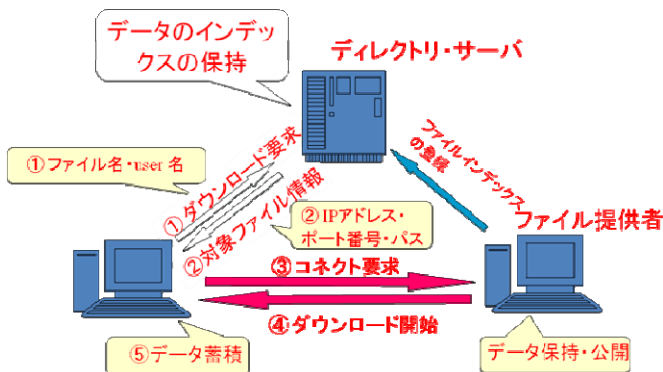 データのインデッ
クスの保持
ディレクトリ・サーバ
①ファイル名・user 名
①ダウンロード要求
②対象ファイル情報
②IPアドレス・
ポート番号・パス
ファイルインデックス
の登録
ファイル提供者
③コネクト要求
④ダウンロード開始
⑤データ蓄積
データ保持・公開